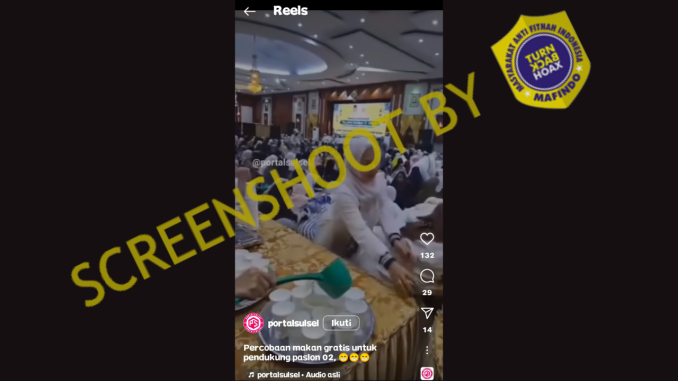 Reels
MASYARAKAT ANTI FITNAH INDONESIA
TURN
BACK
HOAX
MAFINDO
SCREENSHOOT BY
@portalsulsel
132
29
14
portalsulsel
Ikuti
Percobaan makan gratis untuk
pendukung paslon 02, 😁😁😁
♫ portalsulsel • Audio asli